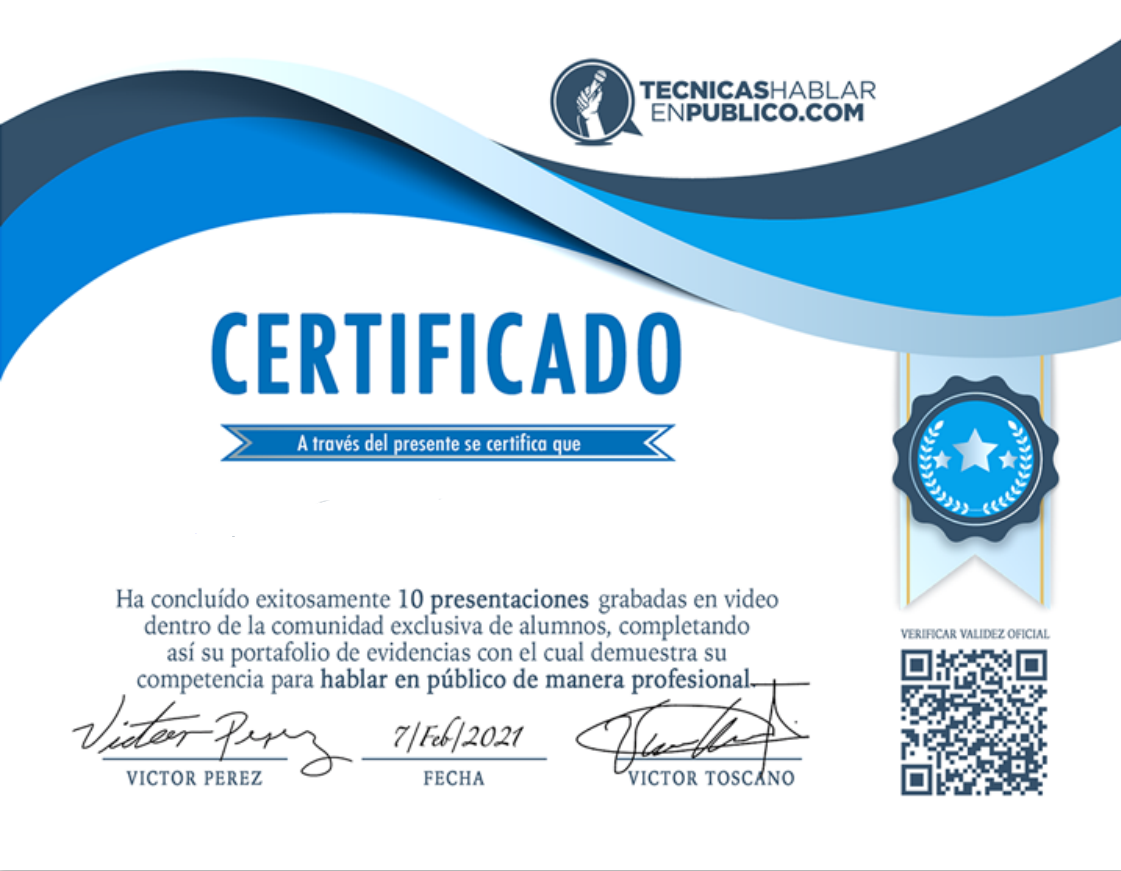 TECNICASHABLAR
ENPUBLICO.COM
CERTIFICADO
A través del presente se certifica que
Ha concluído exitosamente 10 presentaciones grabadas en video
dentro de la comunidad exclusiva de alumnos, completando
así su portafolio de evidencias con el cual demuestra su
competencia para hablar en público de manera profesional
Victor Perez
7/Feb/2021
VICTOR PEREZ
FECHA
VICTOR TOSCANO
VERIFICAR VALIDEZ OFICIAL